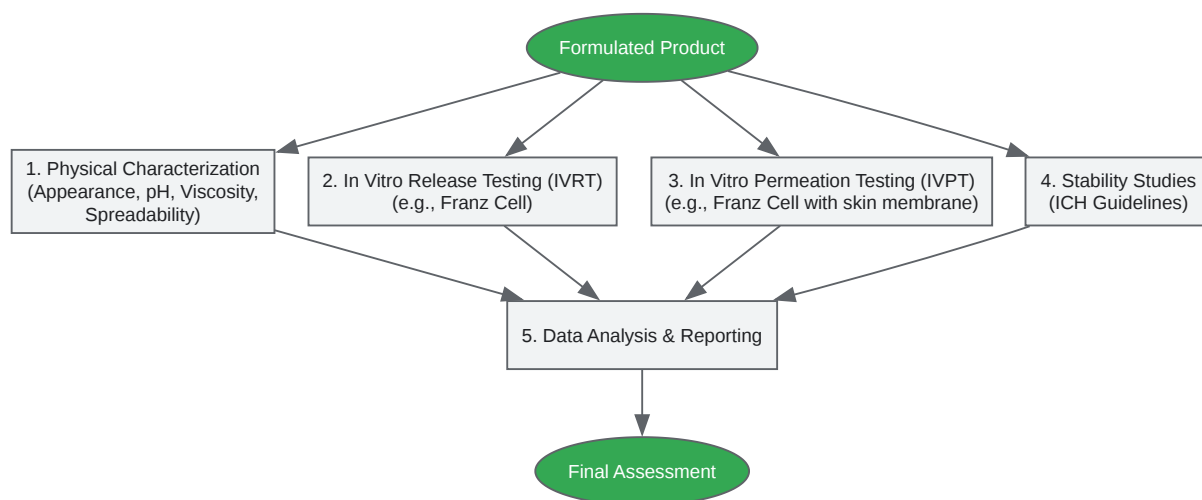 Formulated Product
1. Physical Characterization
(Appearance, pH, Viscosity,
Spreadability)
2. In Vitro Release Testing (IVRT)
(e.g., Franz Cell)
3. In Vitro Permeation Testing (IVPT)
(e.g., Franz Cell with skin membrane)
4. Stability Studies
(ICH Guidelines)
5. Data Analysis & Reporting
Final Assessment